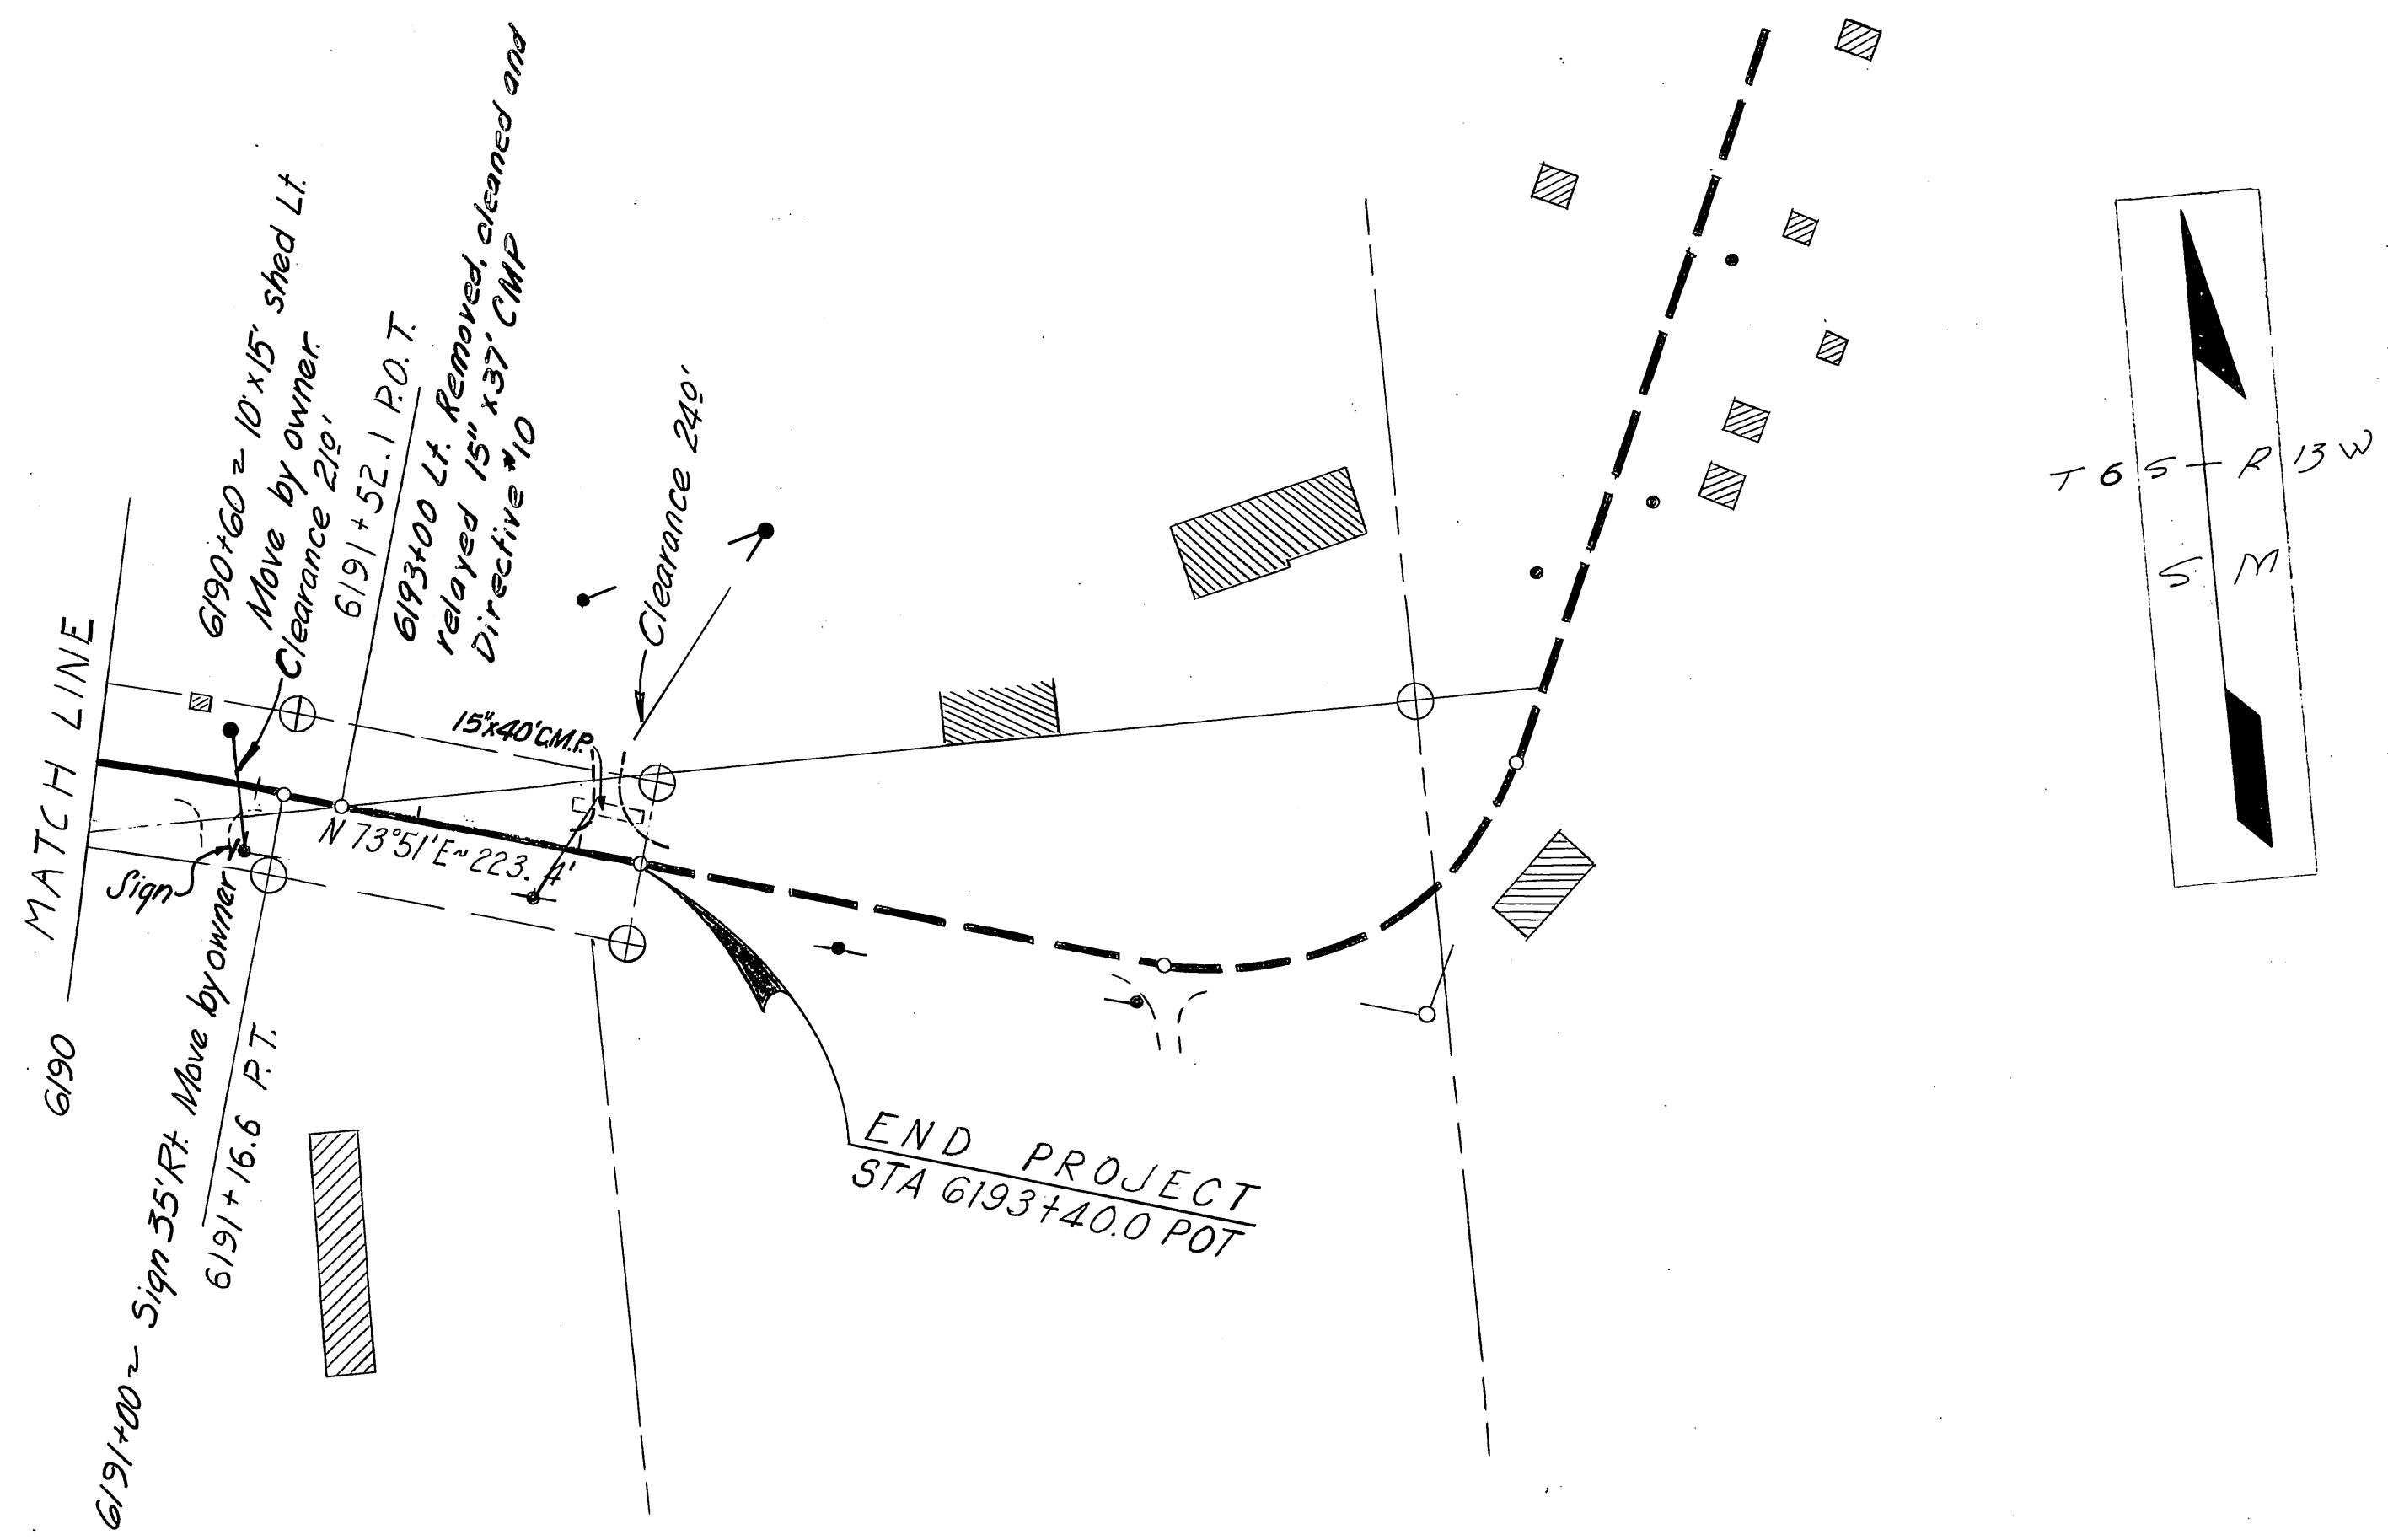 6190+60 ~ 10'x15' shed Lt.
Move by owner.
Clearance 21.0'
6191+52.1 P.O.T.
6193+00 Lt. Removed, cleaned and
relayed 15" x 37' CMP
Directive #10
Clearance 24.0'
MATCH LINE
6190
15"x40' C.M.P.
N 73°51'E ~ 223.4'
Sign
6191+00 ~ Sign 35' Rt. Move by owner
6191+16.6 P.T.
END PROJECT
STA 6193+40.0 POT
T 6 S R 13 W
S M